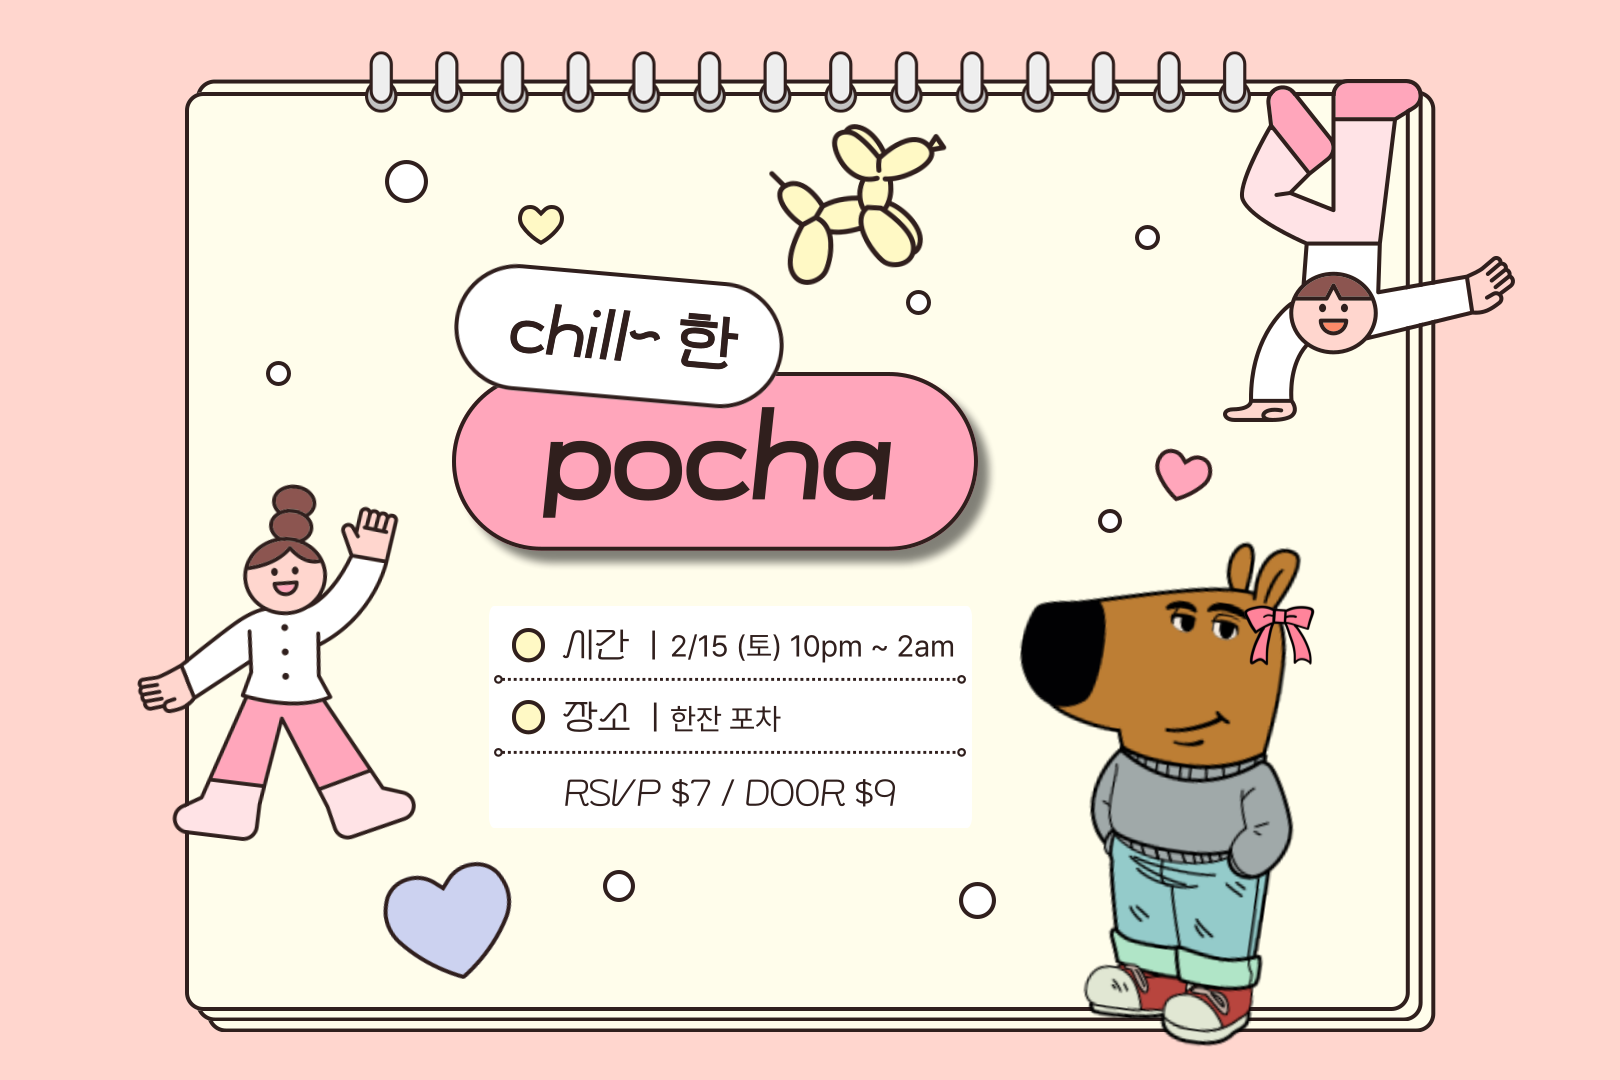 chill~ 한
pocha
시간 | 2/15 (토) 10pm ~ 2am
깡소 | 한잔 포차
RSVP $7 / DOOR $9